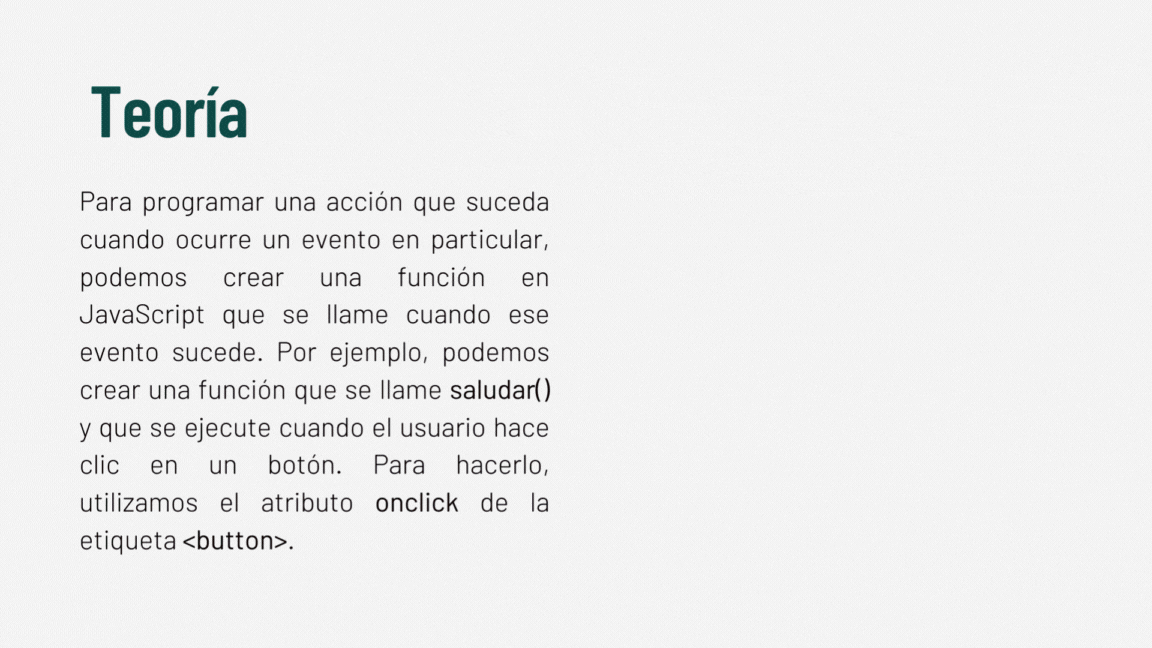 Teoría
Para programar una acción que suceda
cuando ocurre un evento en particular,
podemos crear una función en
JavaScript que se llame cuando ese
evento sucede. Por ejemplo, podemos
crear una función que se llame saludar()
y que se ejecute cuando el usuario hace
clic en un botón. Para hacerlo,
utilizamos el atributo onclick de la
etiqueta <button>.